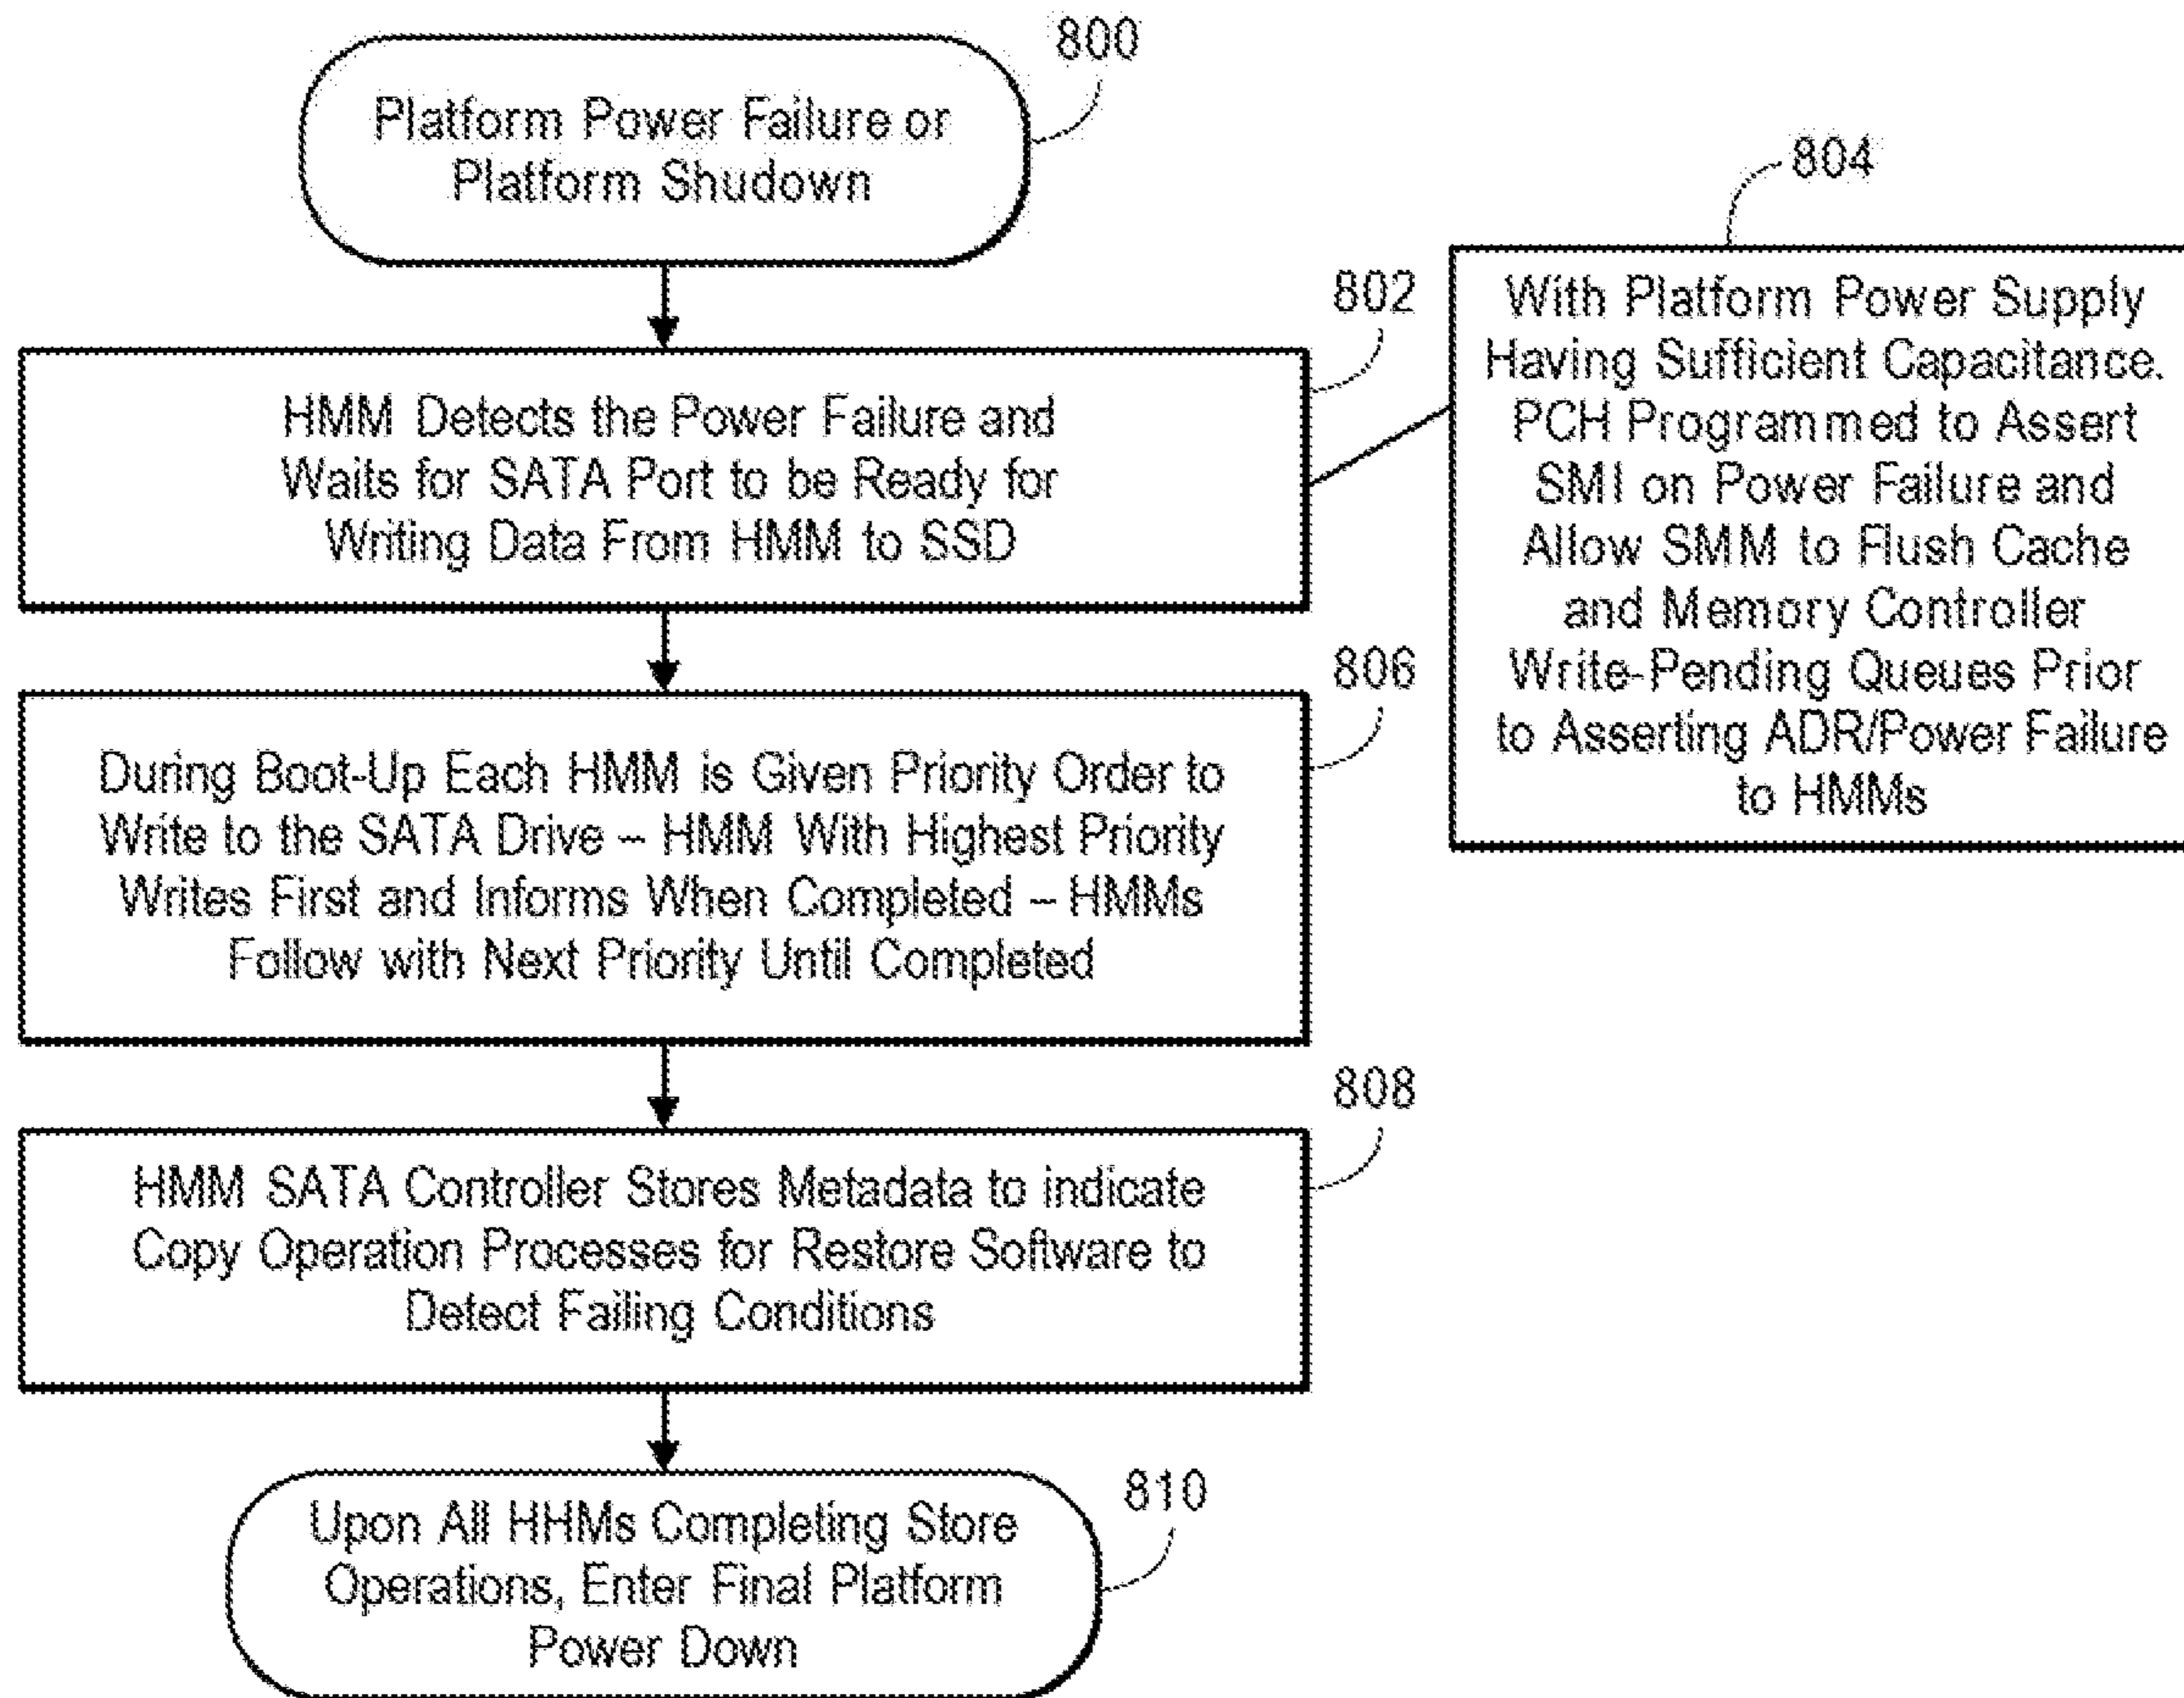 800
Platform Power Failure or
Platform Shudown
802
HMM Detects the Power Failure and
Waits for SATA Port to be Ready for
Writing Data From HMM to SSD
804
With Platform Power Supply
Having Sufficient Capacitance.
PCH Programmed to Assert
SMI on Power Failure and
Allow SMM to Flush Cache
and Memory Controller
Write-Pending Queues Prior
to Asserting ADR/Power Failure
to HMMs
806
During Boot-Up Each HMM is Given Priority Order to
Write to the SATA Drive – HMM With Highest Priority
Writes First and Informs When Completed – HMMs
Follow with Next Priority Until Completed
808
HMM SATA Controller Stores Metadata to indicate
Copy Operation Processes for Restore Software to
Detect Failing Conditions
810
Upon All HHMs Completing Store
Operations, Enter Final Platform
Power Down